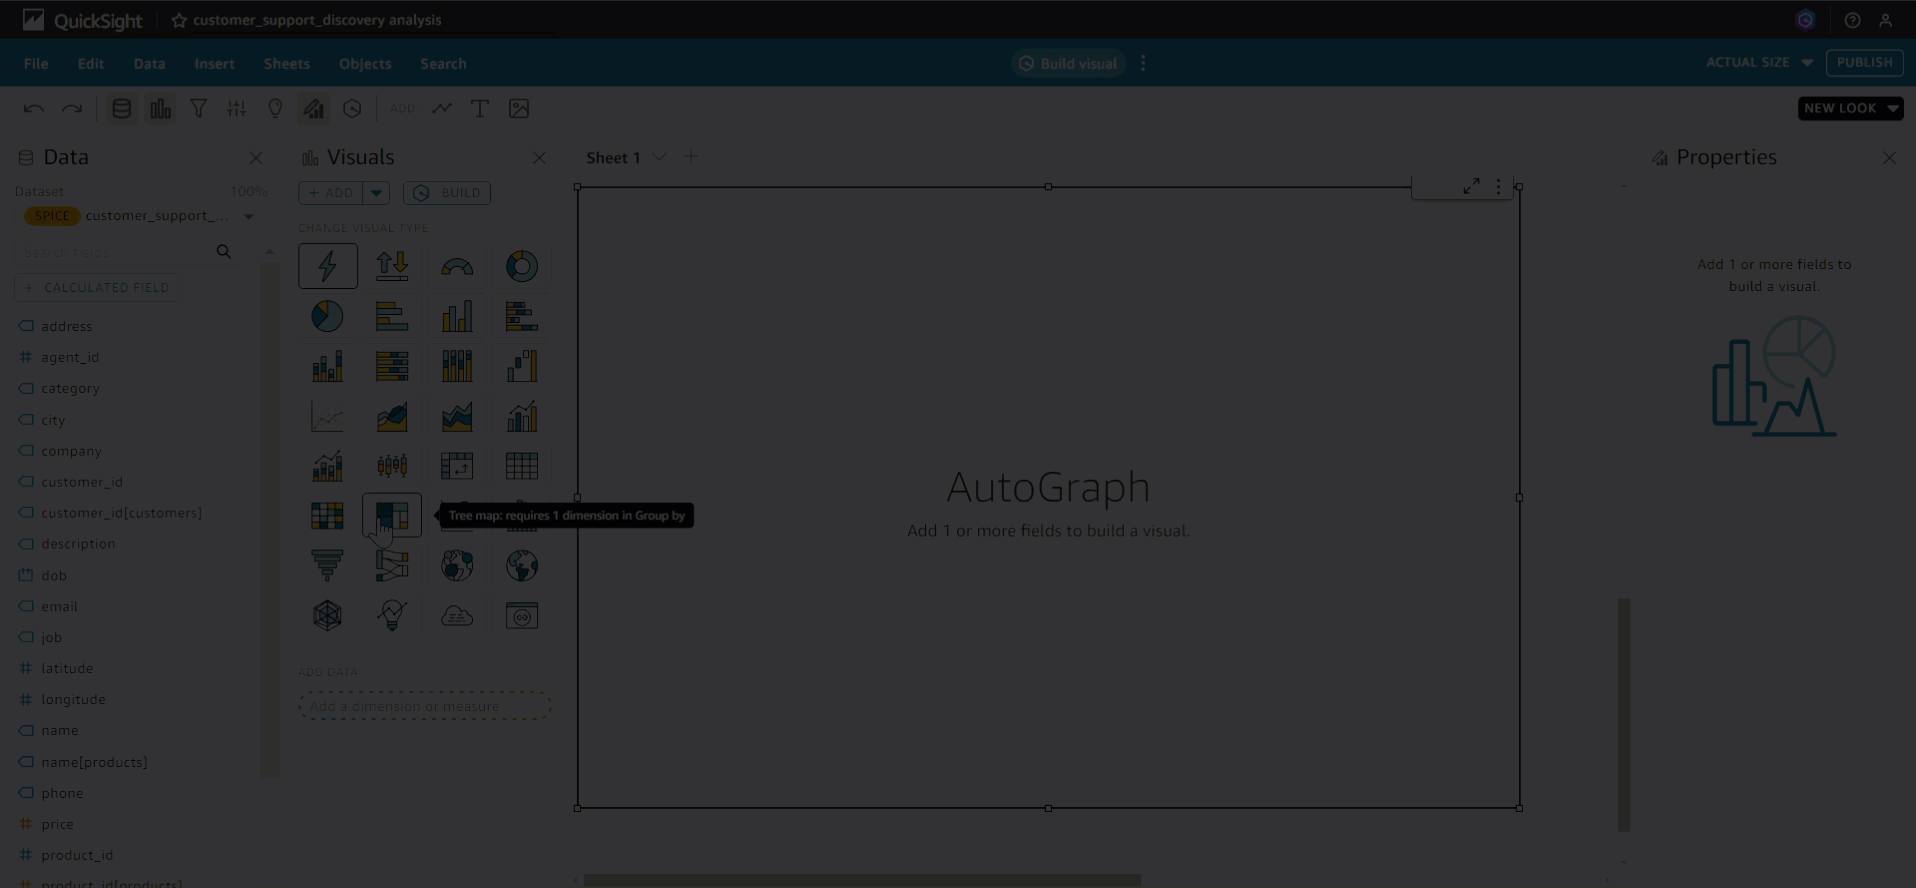 QuickSight
customer_support_discovery analysis
File
Edit
Data
Insert
Sheets
Objects
Search
Build visual
ACTUAL SIZE
PUBLISH
ADD
NEW LOOK
Data
Dataset
100%
SPICE
customer_support_...
Search fields
+ CALCULATED FIELD
address
agent_id
category
city
company
customer_id
customer_id[customers]
description
dob
email
job
latitude
longitude
name
name[products]
phone
price
product_id
product_id[products]
Visuals
+ ADD
BUILD
CHANGE VISUAL TYPE
Tree map: requires 1 dimension in Group by
ADD DATA
Add a dimension or measure
Sheet 1
AutoGraph
Add 1 or more fields to build a visual.
Properties
Add 1 or more fields to
build a visual.